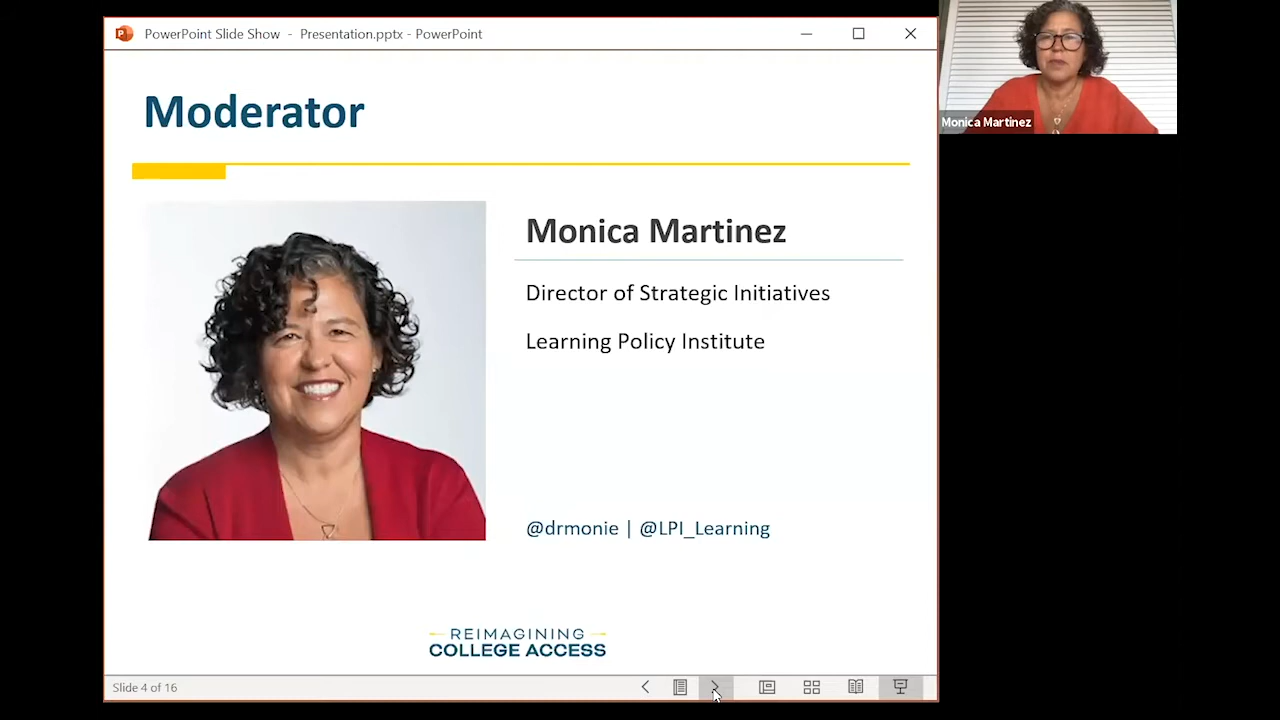 PowerPoint Slide Show - Presentation.pptx - PowerPoint
Moderator
Monica Martinez
Director of Strategic Initiatives
Learning Policy Institute
@drmonie | @LPI_Learning
REIMAGINING
COLLEGE ACCESS
Slide 4 of 16
Monica Martinez